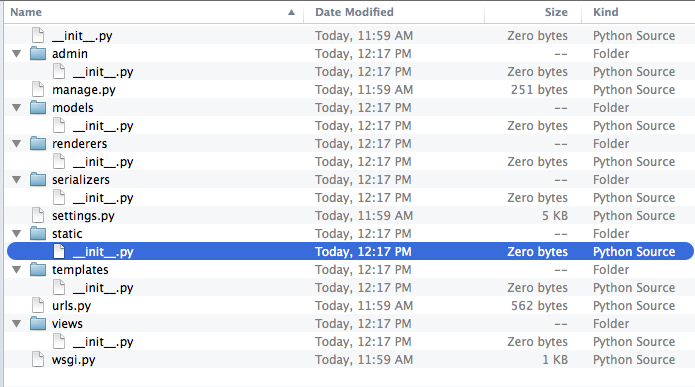 Name Date Modified Size Kind
__init__.py Today, 11:59 AM Zero bytes Python Source
admin Today, 12:17 PM -- Folder
__init__.py Today, 12:17 PM Zero bytes Python Source
manage.py Today, 11:59 AM 251 bytes Python Source
models Today, 12:17 PM -- Folder
__init__.py Today, 12:17 PM Zero bytes Python Source
renderers Today, 12:17 PM -- Folder
__init__.py Today, 12:17 PM Zero bytes Python Source
serializers Today, 12:17 PM -- Folder
__init__.py Today, 12:17 PM Zero bytes Python Source
settings.py Today, 11:59 AM 5 KB Python Source
static Today, 12:17 PM -- Folder
__init__.py Today, 12:17 PM Zero bytes Python Source
templates Today, 12:17 PM -- Folder
__init__.py Today, 12:17 PM Zero bytes Python Source
urls.py Today, 11:59 AM 562 bytes Python Source
views Today, 12:17 PM -- Folder
__init__.py Today, 12:17 PM Zero bytes Python Source
wsgi.py Today, 11:59 AM 1 KB Python Source